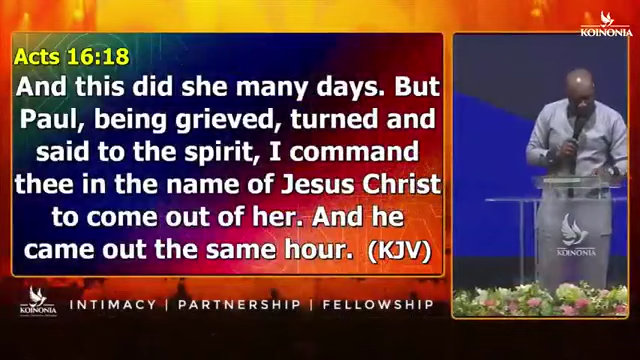 Acts 16:18
And this did she many days. But
Paul, being grieved, turned and
said to the spirit, I command
thee in the name of Jesus Christ
to come out of her. And he
came out the same hour. (KJV)
KOINONIA
KOINONIA
KOINONIA
INTIMACY | PARTNERSHIP | FELLOWSHIP